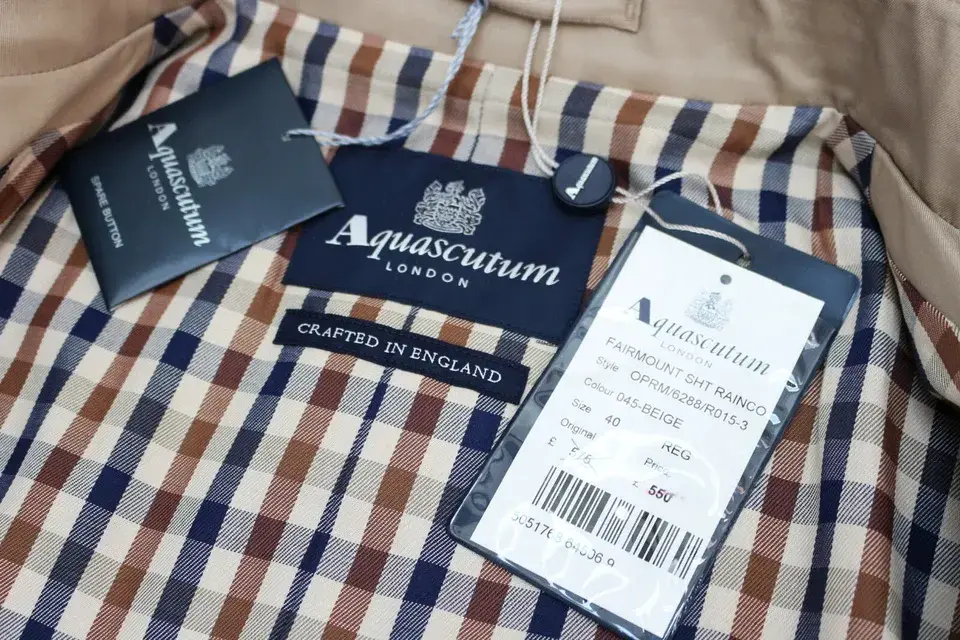 Aquascutum
LONDON
SPARE BUTTON
Aquascutum
LONDON
CRAFTED IN ENGLAND
Aquascutum
Aquascutum
LONDON
FAIRMOUNT SHT RAINCO
Style OPRM/6288/R015-3
Colour 045-BEIGE
Size 40 REG
Original Price
£ £ 550